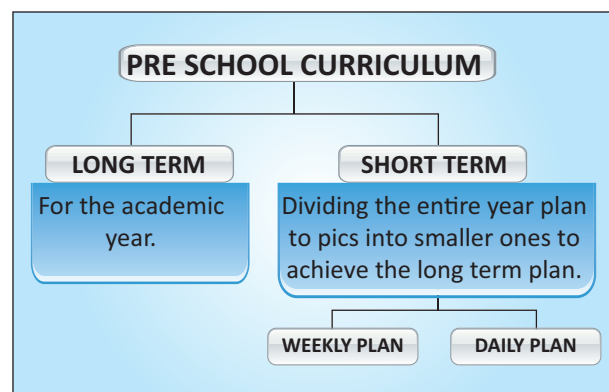 PRE SCHOOL CURRICULUM
LONG TERM
For the academic
year.
SHORT TERM
Dividing the entire year plan
to pics into smaller ones to
achieve the long term plan.
WEEKLY PLAN
DAILY PLAN